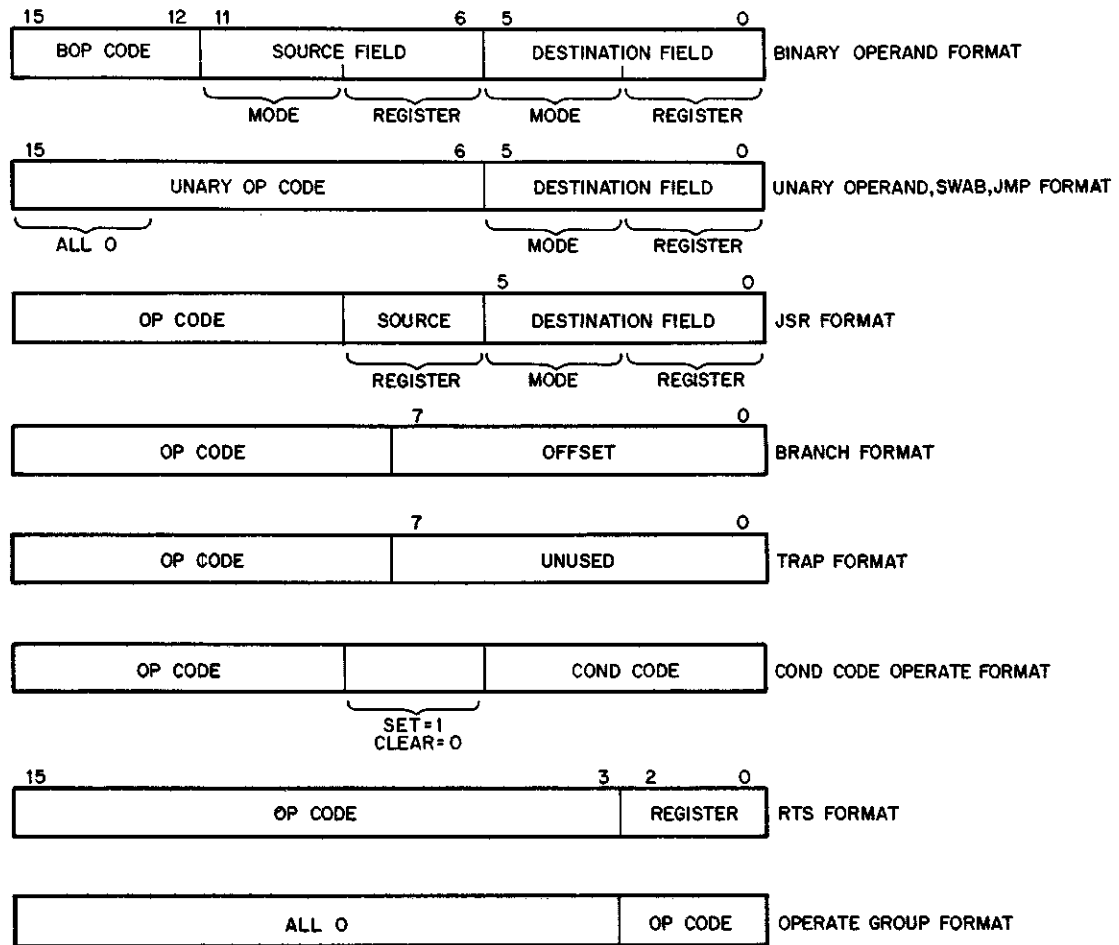 15 12 11 6 5 0
BOP CODE SOURCE FIELD DESTINATION FIELD BINARY OPERAND FORMAT
MODE REGISTER MODE REGISTER
15 6 5 0
UNARY OP CODE DESTINATION FIELD UNARY OPERAND,SWAB,JMP FORMAT
ALL 0 MODE REGISTER
5 0
OP CODE SOURCE DESTINATION FIELD JSR FORMAT
REGISTER MODE REGISTER
7 0
OP CODE OFFSET BRANCH FORMAT
7 0
OP CODE UNUSED TRAP FORMAT
OP CODE COND CODE COND CODE OPERATE FORMAT
SET=1
CLEAR=0
15 3 2 0
OP CODE REGISTER RTS FORMAT
ALL 0 OP CODE OPERATE GROUP FORMAT